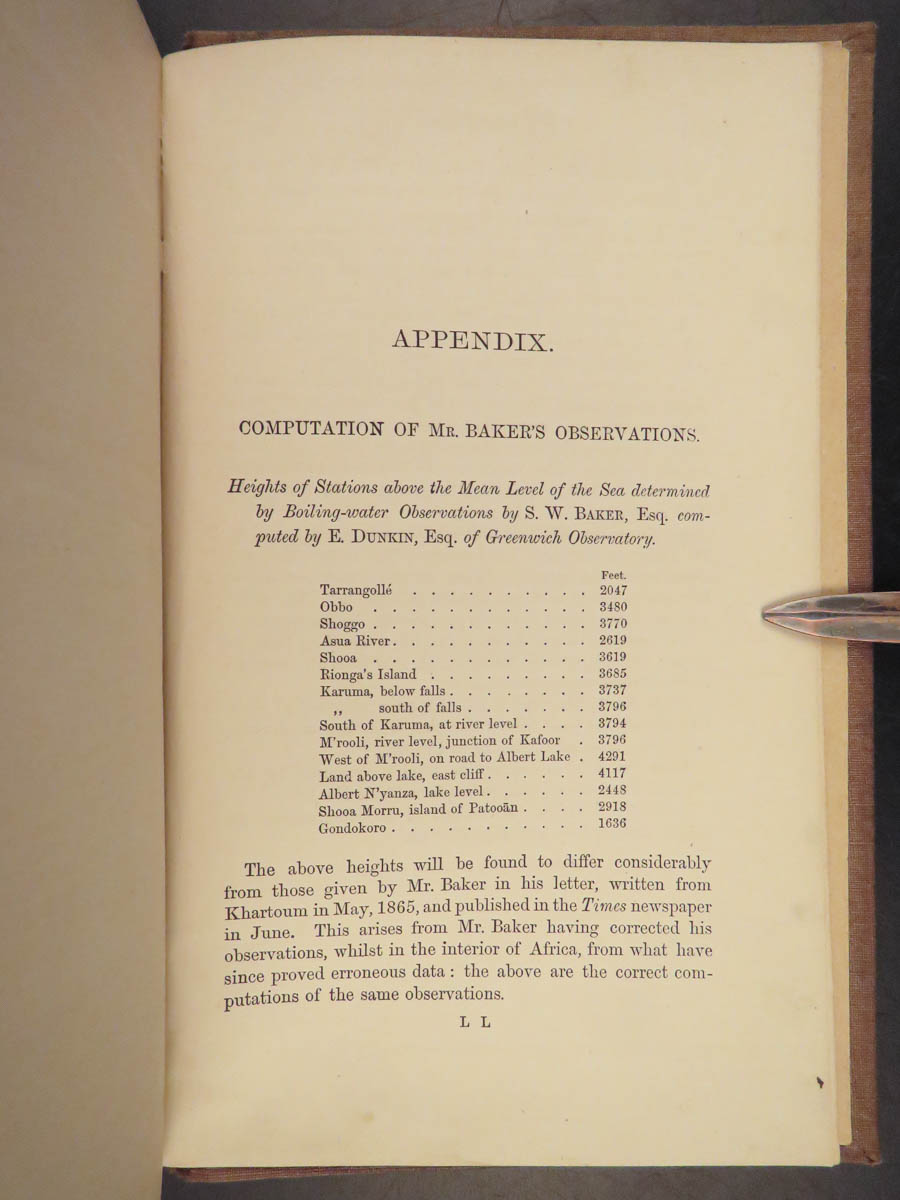 APPENDIX.
COMPUTATION OF MR. BAKER'S OBSERVATIONS.
Heights of Stations above the Mean Level of the Sea determined
by Boiling-water Observations by S. W. BAKER, Esq. com-
puted by E. DUNKIN, Esq. of Greenwich Observatory.
Feet.
Tarrangollé . . . . . . . . . . 2047
Obbo . . . . . . . . . . . . 3480
Shoggo . . . . . . . . . . . . 3770
Asua River . . . . . . . . . . . 2619
Shooa . . . . . . . . . . . . 3619
Rionga's Island . . . . . . . . . 3685
Karuma, below falls . . . . . . . . 3737
„ south of falls . . . . . . . 3796
South of Karuma, at river level . . . . 3794
M'rooli, river level, junction of Kafoor . 3796
West of M'rooli, on road to Albert Lake . 4291
Land above lake, east cliff . . . . . . 4117
Albert N'yanza, lake level . . . . . . 2448
Shooa Morru, island of Patooān . . . . 2918
Gondokoro . . . . . . . . . . . 1636
The above heights will be found to differ considerably
from those given by Mr. Baker in his letter, written from
Khartoum in May, 1865, and published in the Times newspaper
in June. This arises from Mr. Baker having corrected his
observations, whilst in the interior of Africa, from what have
since proved erroneous data : the above are the correct com-
putations of the same observations.
L L